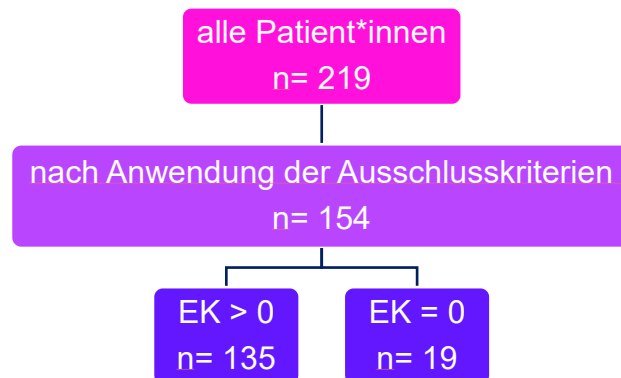 alle Patient*innen
n= 219
nach Anwendung der Ausschlusskriterien
n= 154
EK > 0
n= 135
EK = 0
n= 19